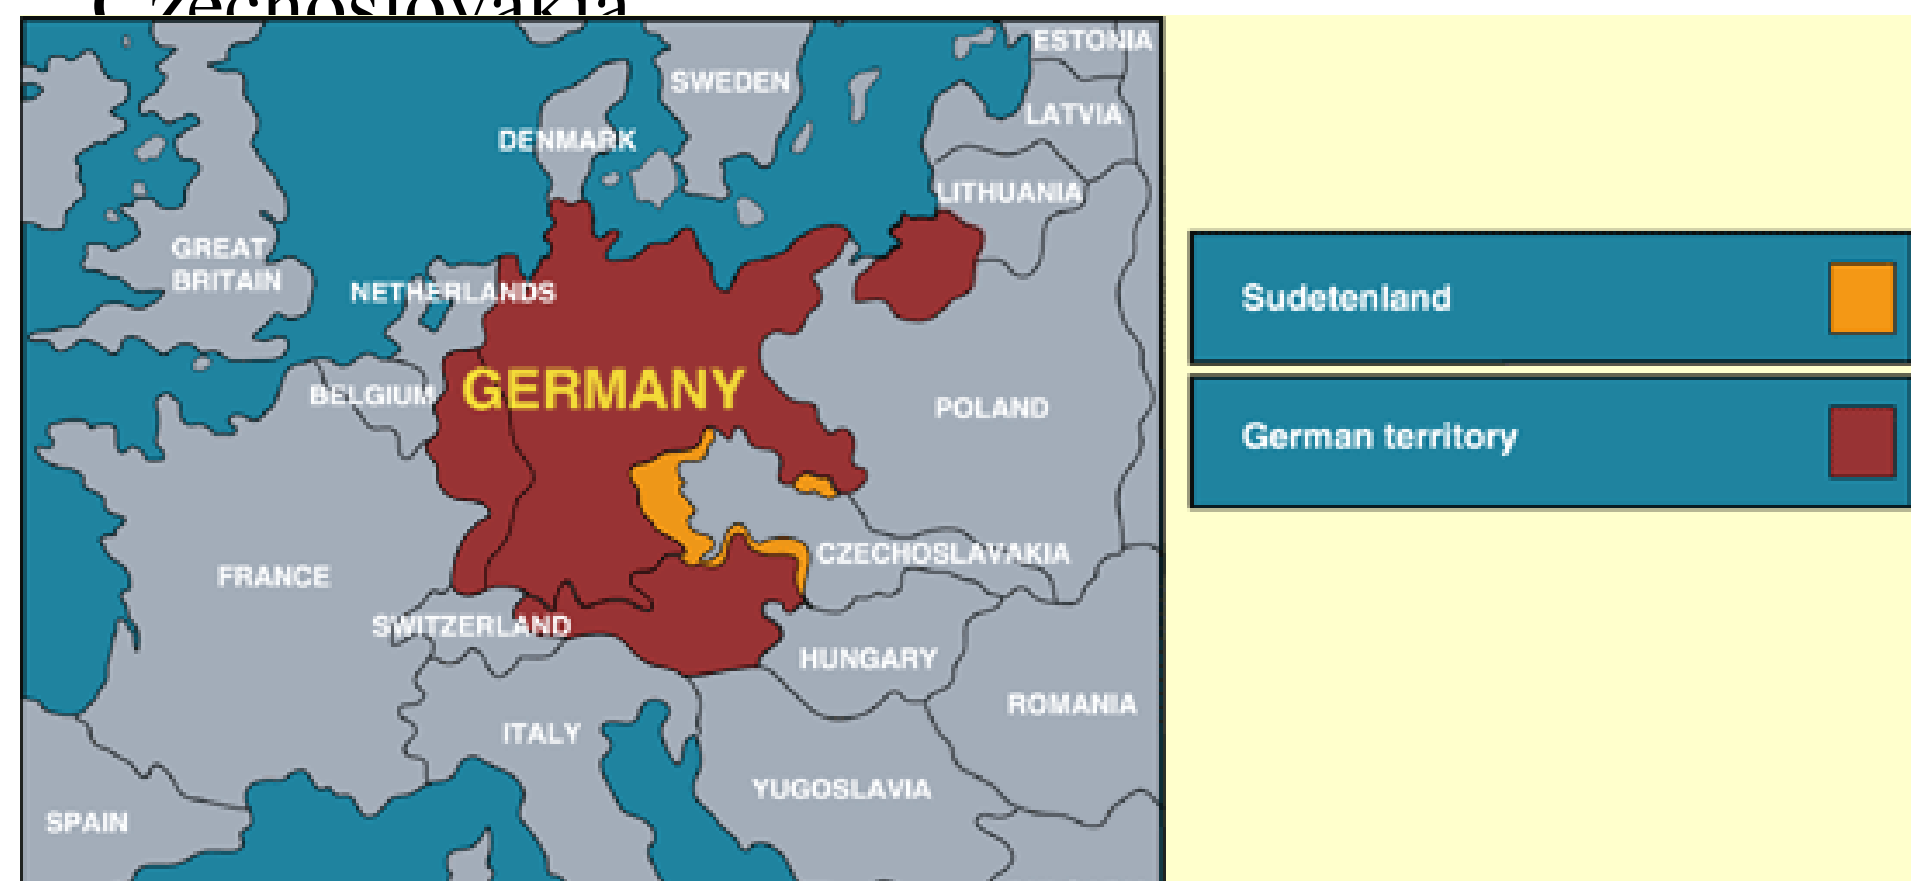 Czechoslovakia
ESTONIA
SWEDEN
LATVIA
DENMARK
LITHUANIA
GREAT
BRITAIN
NETHERLANDS
Sudetenland
BELGIUM
GERMANY
POLAND
German territory
CZECHOSLAVAKIA
FRANCE
SWITZERLAND
HUNGARY
ROMANIA
ITALY
YUGOSLAVIA
SPAIN